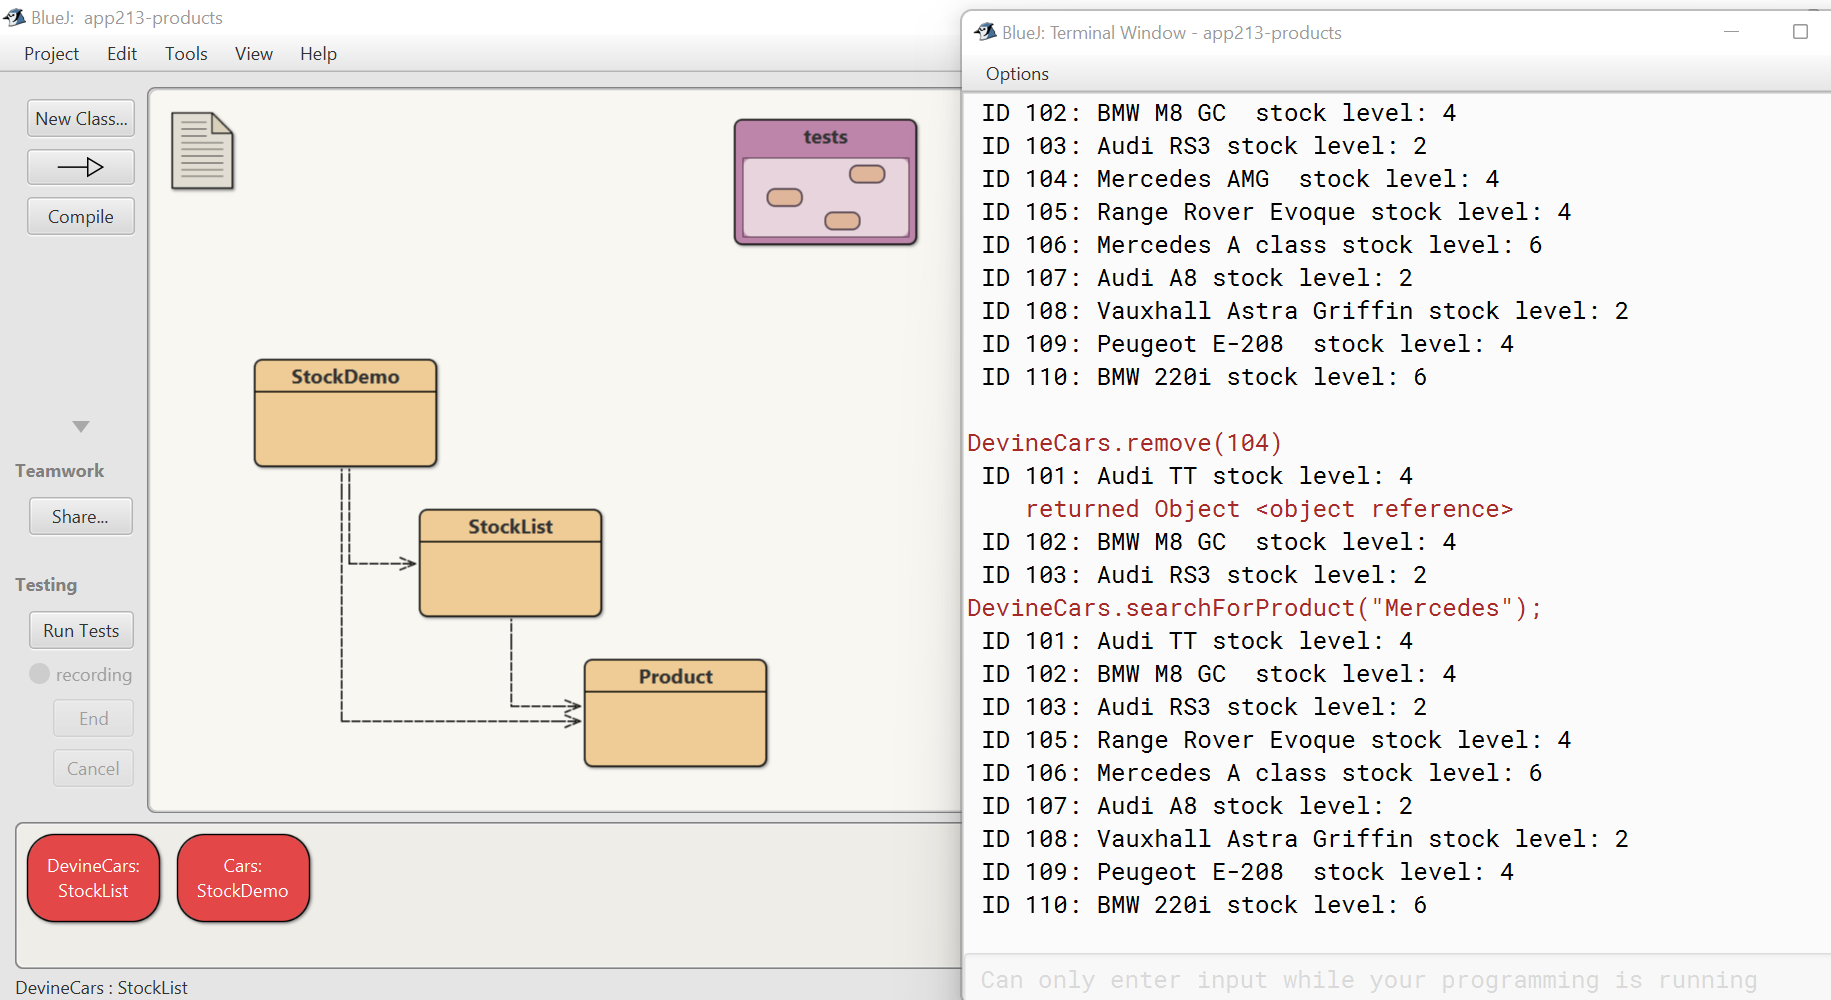 BlueJ: app213-products
Project Edit Tools View Help
New Class...
Compile
Teamwork
Share...
Testing
Run Tests
recording
End
Cancel
tests
StockDemo
StockList
Product
DevineCars:
StockList
Cars:
StockDemo
DevineCars : StockList
BlueJ: Terminal Window - app213-products
Options
ID 102: BMW M8 GC  stock level: 4
ID 103: Audi RS3 stock level: 2
ID 104: Mercedes AMG  stock level: 4
ID 105: Range Rover Evoque stock level: 4
ID 106: Mercedes A class stock level: 6
ID 107: Audi A8 stock level: 2
ID 108: Vauxhall Astra Griffin stock level: 2
ID 109: Peugeot E-208  stock level: 4
ID 110: BMW 220i stock level: 6
DevineCars.remove(104)
ID 101: Audi TT stock level: 4
returned Object <object reference>
ID 102: BMW M8 GC  stock level: 4
ID 103: Audi RS3 stock level: 2
DevineCars.searchForProduct("Mercedes");
ID 101: Audi TT stock level: 4
ID 102: BMW M8 GC  stock level: 4
ID 103: Audi RS3 stock level: 2
ID 105: Range Rover Evoque stock level: 4
ID 106: Mercedes A class stock level: 6
ID 107: Audi A8 stock level: 2
ID 108: Vauxhall Astra Griffin stock level: 2
ID 109: Peugeot E-208  stock level: 4
ID 110: BMW 220i stock level: 6
Can only enter input while your programming is running